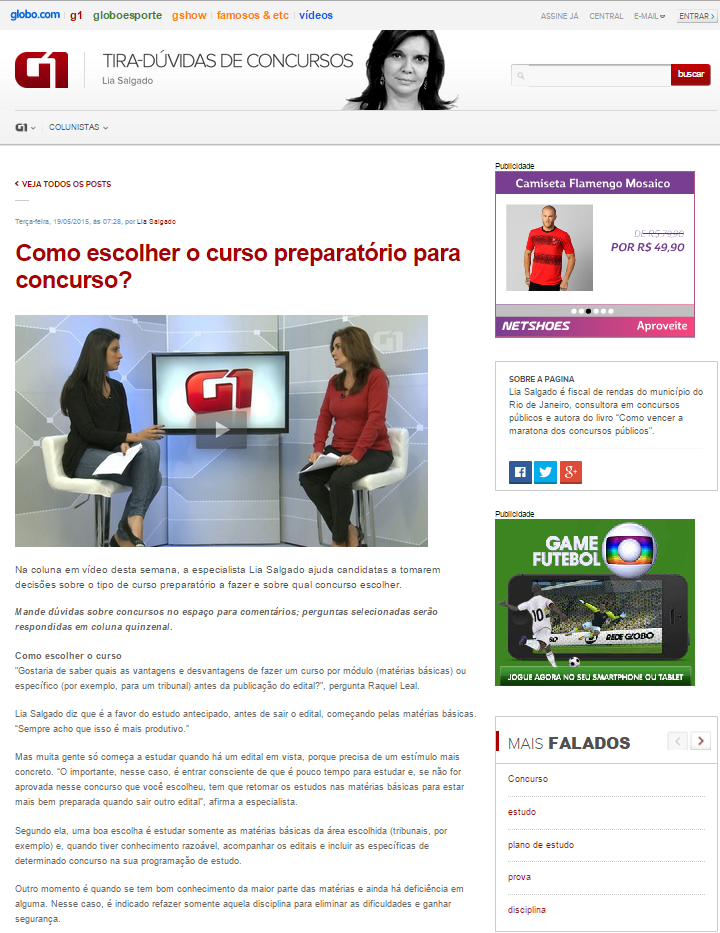 globo.com g1 globoesporte gshow famosos & etc vídeos
ASSINE JÁ CENTRAL E-MAIL ENTRAR
G1
TIRA-DÚVIDAS DE CONCURSOS
Lia Salgado
buscar
G1 COLUNISTAS
VEJA TODOS OS POSTS
Terça-feira, 19/05/2015, às 07:28, por Lia Salgado
Como escolher o curso preparatório para
concurso?
G1
G1
Na coluna em vídeo desta semana, a especialista Lia Salgado ajuda candidatas a tomarem
decisões sobre o tipo de curso preparatório a fazer e sobre qual concurso escolher.
Mande dúvidas sobre concursos no espaço para comentários; perguntas selecionadas serão
respondidas em coluna quinzenal.
Como escolher o curso
"Gostaria de saber quais as vantagens e desvantagens de fazer um curso por módulo (matérias básicas) ou
específico (por exemplo, para um tribunal) antes da publicação do edital?", pergunta Raquel Leal.
Lia Salgado diz que é a favor do estudo antecipado, antes de sair o edital, começando pelas matérias básicas.
"Sempre acho que isso é mais produtivo."
Mas muita gente só começa a estudar quando há um edital em vista, porque precisa de um estímulo mais
concreto. "O importante, nesse caso, é entrar consciente de que é pouco tempo para estudar e, se não for
aprovada nesse concurso que você escolheu, tem que retomar os estudos nas matérias básicas para estar
mais bem preparada quando sair outro edital", afirma a especialista.
Segundo ela, uma boa escolha é estudar somente as matérias básicas da área escolhida (tribunais, por
exemplo) e, quando tiver conhecimento razoável, acompanhar os editais e incluir as específicas de
determinado concurso na sua programação de estudo.
Outro momento é quando se tem bom conhecimento da maior parte das matérias e ainda há deficiência em
alguma. Nesse caso, é indicado refazer somente aquela disciplina para eliminar as dificuldades e ganhar
segurança.
Publicidade
Camiseta Flamengo Mosaico
DE R$ 79,90
POR R$ 49,90
NETSHOES Aproveite
SOBRE A PÁGINA
Lia Salgado é fiscal de rendas do município do
Rio de Janeiro, consultora em concursos
públicos e autora do livro "Como vencer a
maratona dos concursos públicos".
Publicidade
GAME
FUTEBOL
10
REDE GLOBO
JOGUE AGORA NO SEU SMARTPHONE OU TABLET
MAIS FALADOS
Concurso
estudo
plano de estudo
prova
disciplina